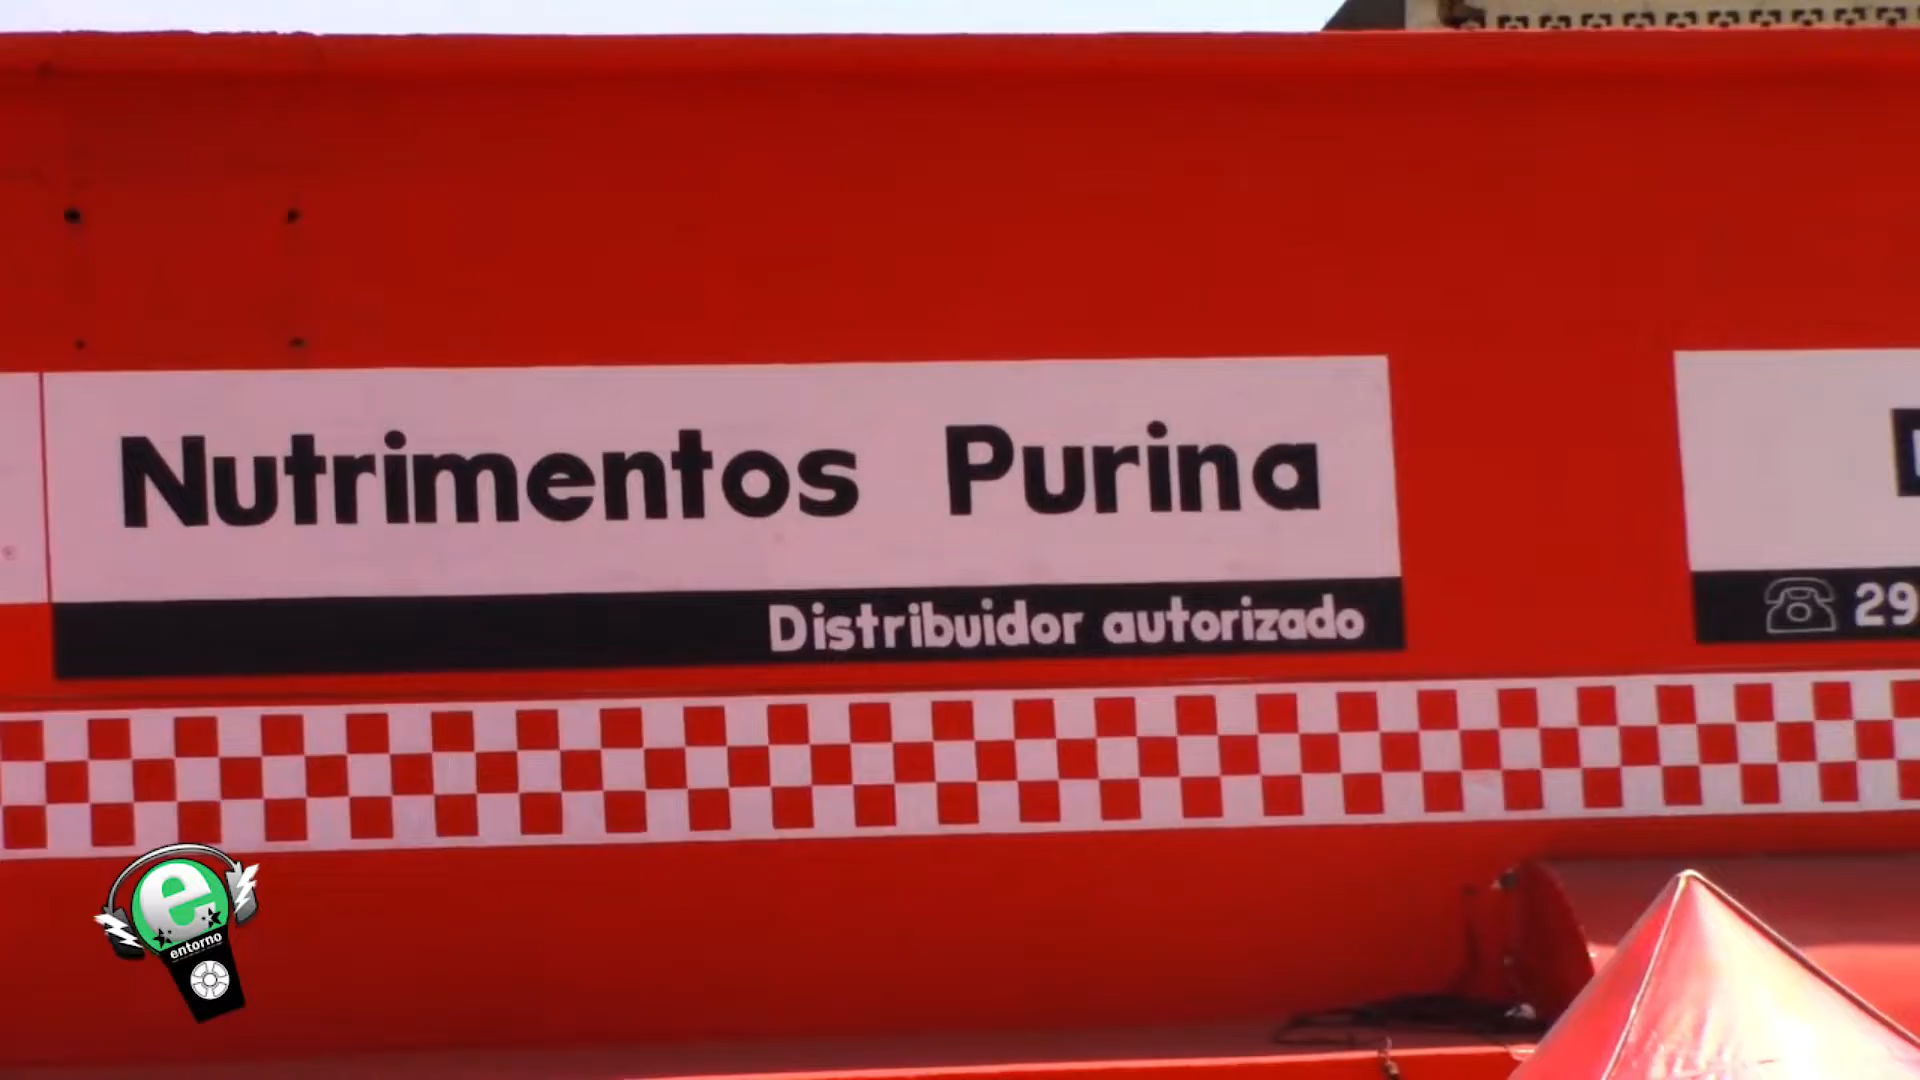 Nutrimentos Purina
Distribuidor autorizado
29
e
entorno